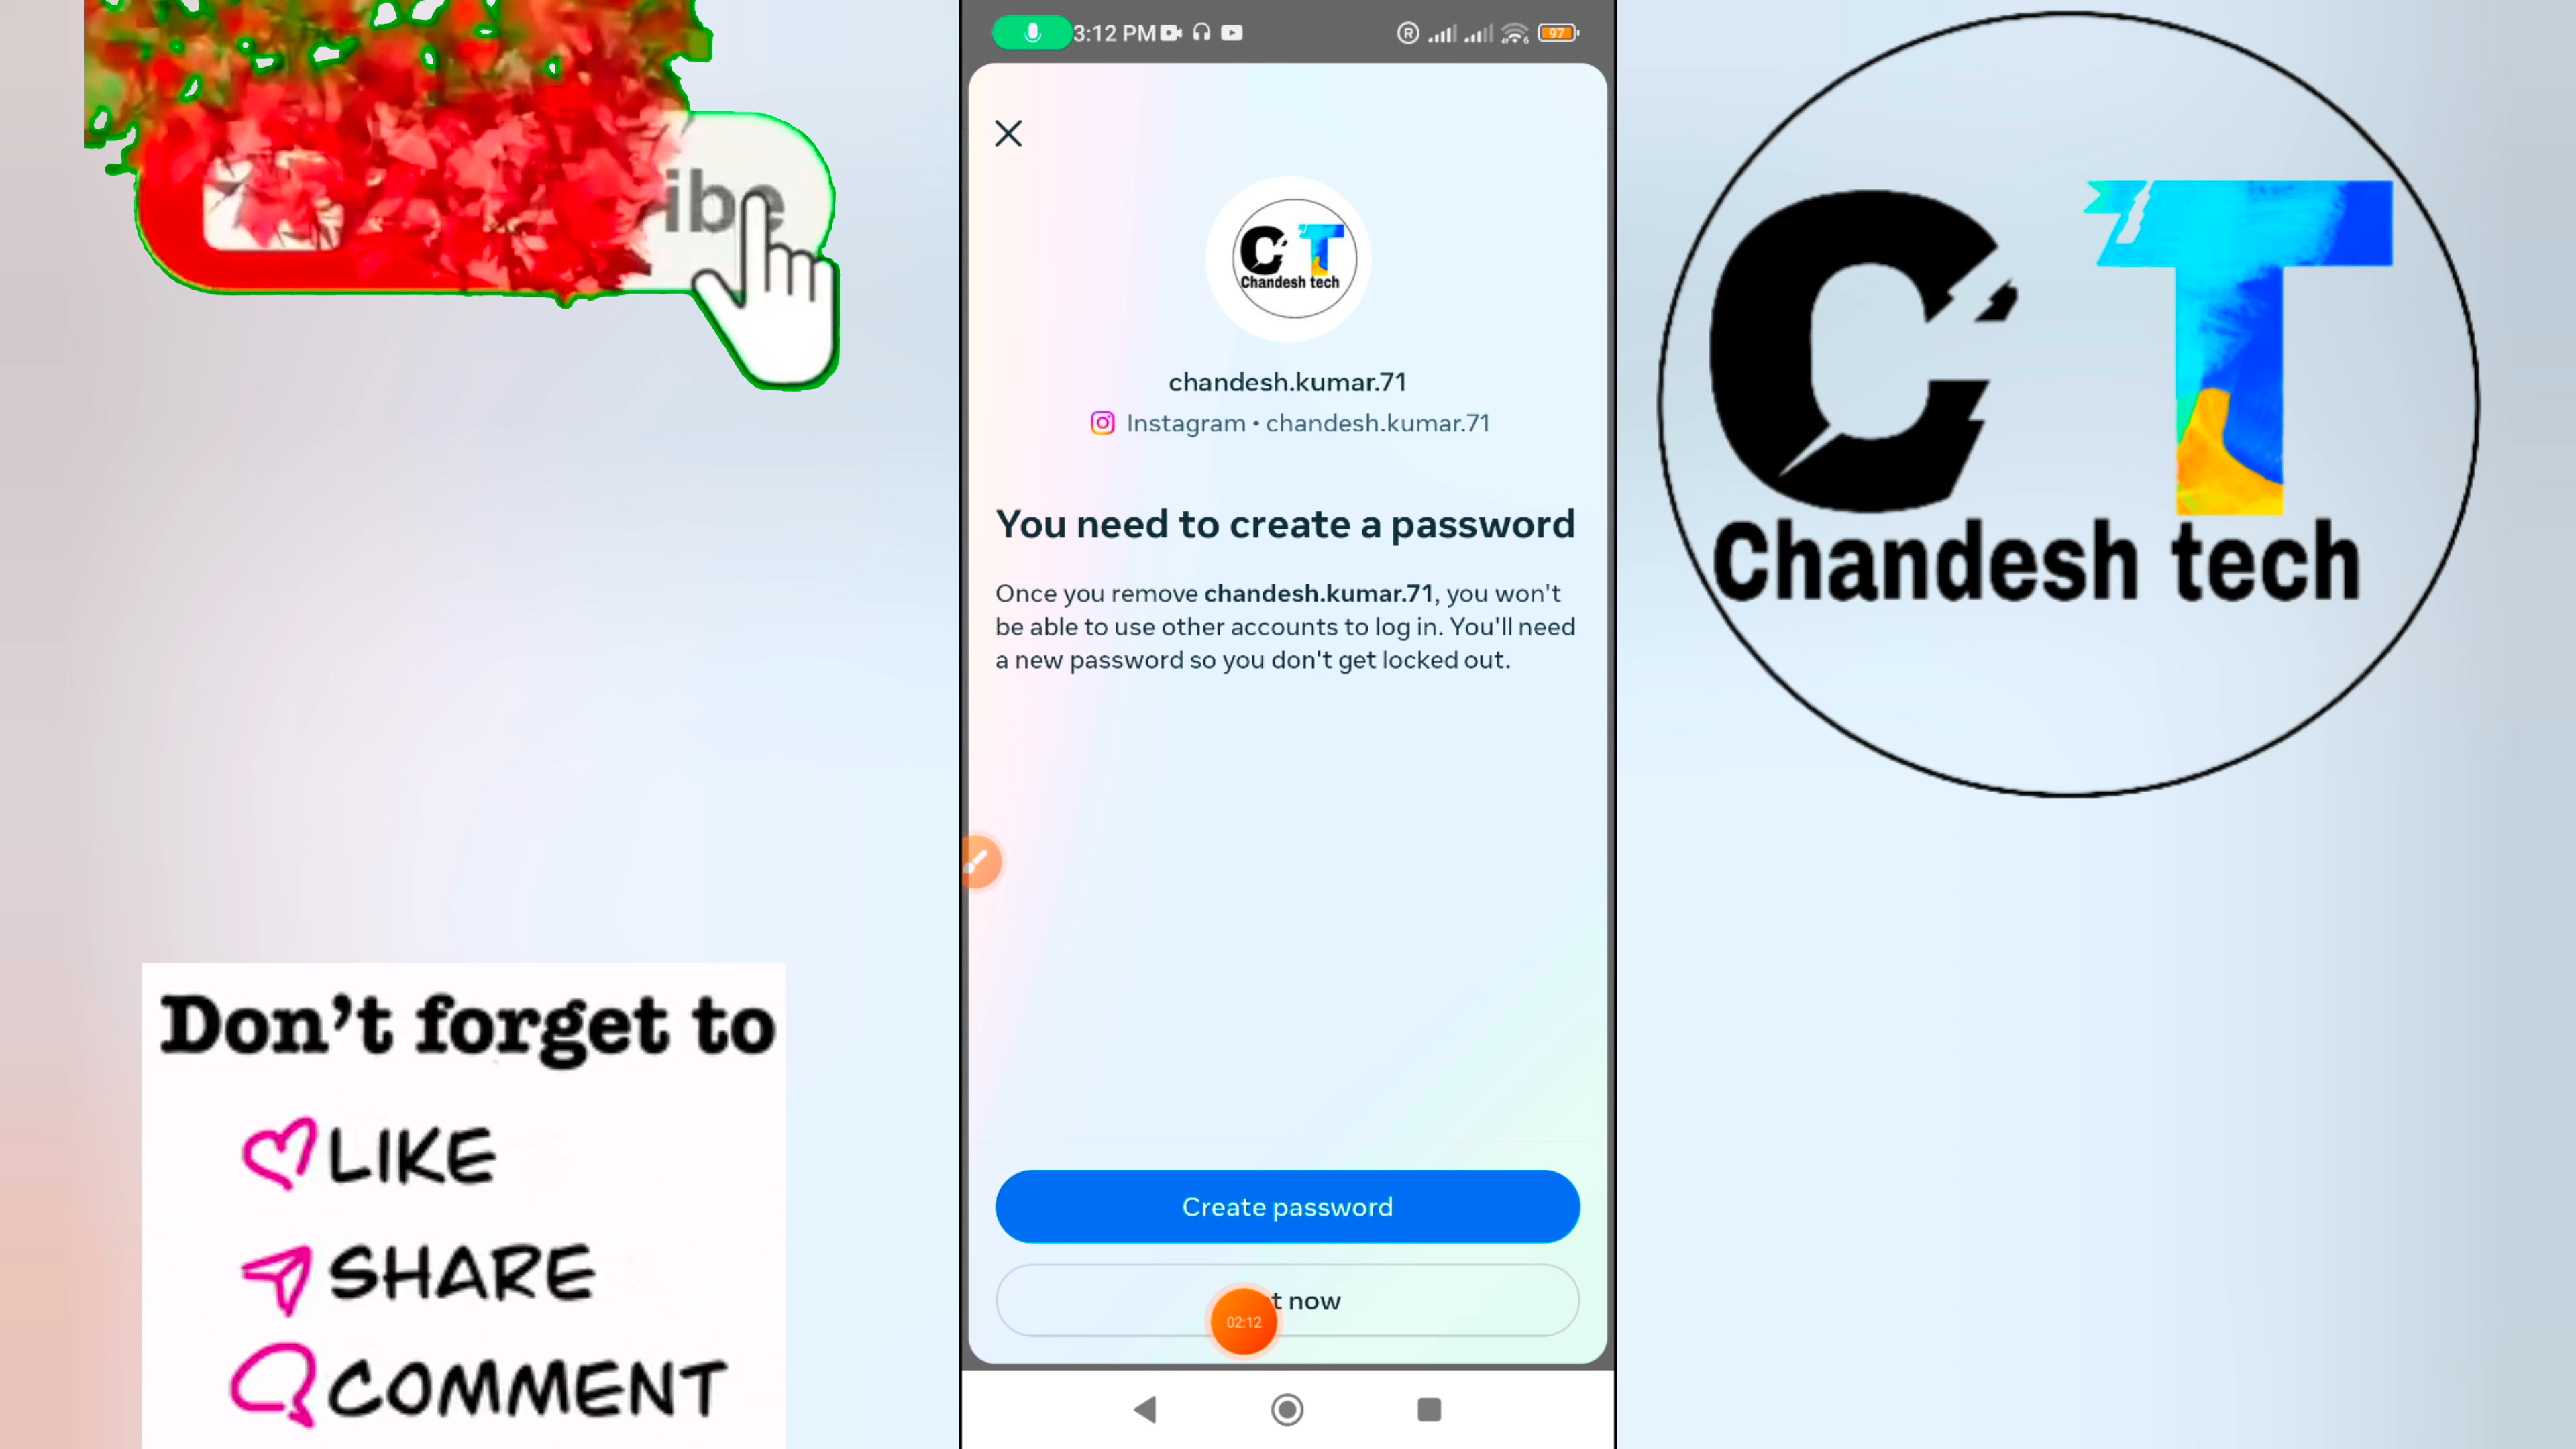 3:12 PM
97
C T
Chandesh tech
chandesh.kumar.71
Instagram • chandesh.kumar.71
You need to create a password
Once you remove chandesh.kumar.71, you won't
be able to use other accounts to log in. You'll need
a new password so you don't get locked out.
Create password
t now
02:12
ibe
Don't forget to
LIKE
SHARE
COMMENT
CT
Chandesh tech